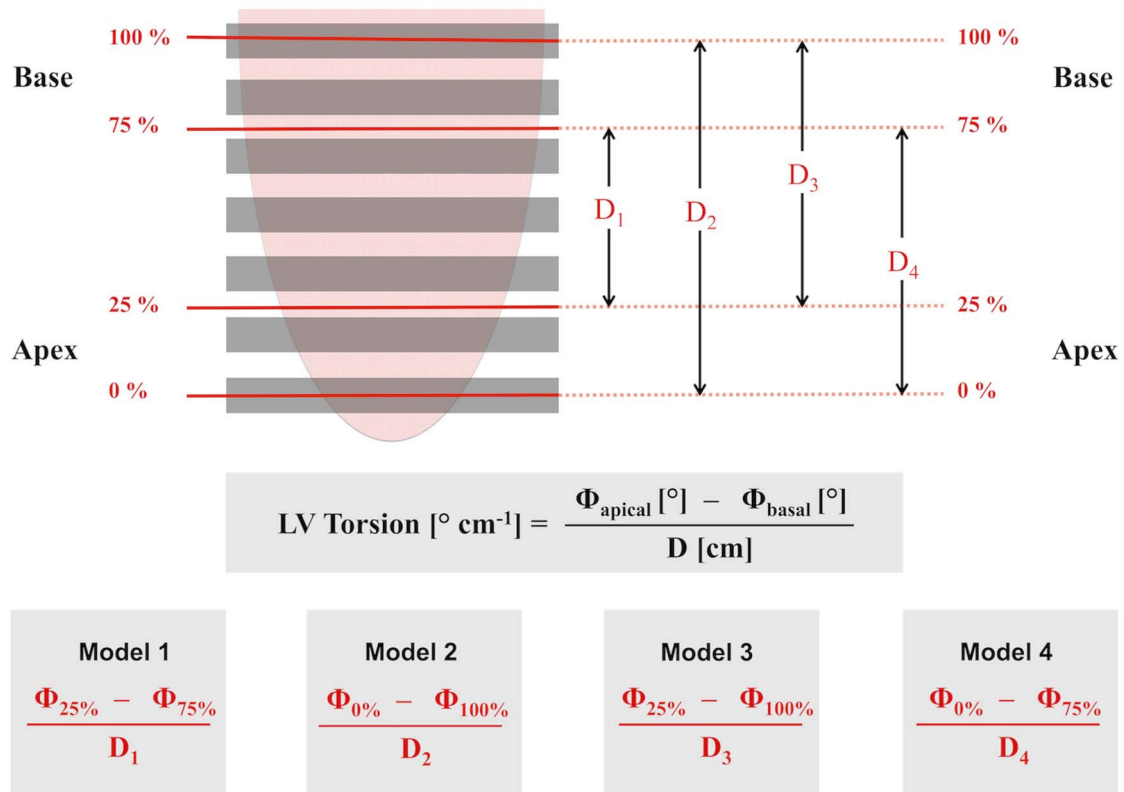 100 %
100 %
Base
Base
75 %
75 %
D₁
D₂
D₃
D₄
25 %
25 %
Apex
Apex
0 %
0 %
LV Torsion [° cm⁻¹] = Φapical [°] – Φbasal [°] / D [cm]
Model 1
Φ25% – Φ75%
D₁
Model 2
Φ0% – Φ100%
D₂
Model 3
Φ25% – Φ100%
D₃
Model 4
Φ0% – Φ75%
D₄